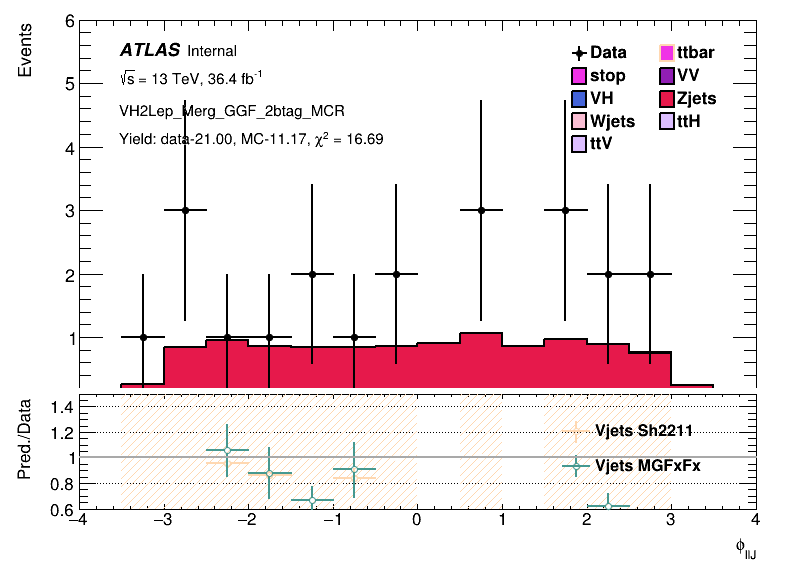 Events
6
5
4
3
2
1
ATLAS Internal
√s = 13 TeV, 36.4 fb⁻¹
VH2Lep_Merg_GGF_2btag_MCR
Yield: data-21.00, MC-11.17, χ² = 16.69
Data ttbar
stop VV
VH Zjets
Wjets ttH
ttV
Pred./Data
1.4
1.2
1
0.8
0.6
Vjets Sh2211
Vjets MGFxFx
−4 −3 −2 −1 0 1 2 3 4
ϕllJ